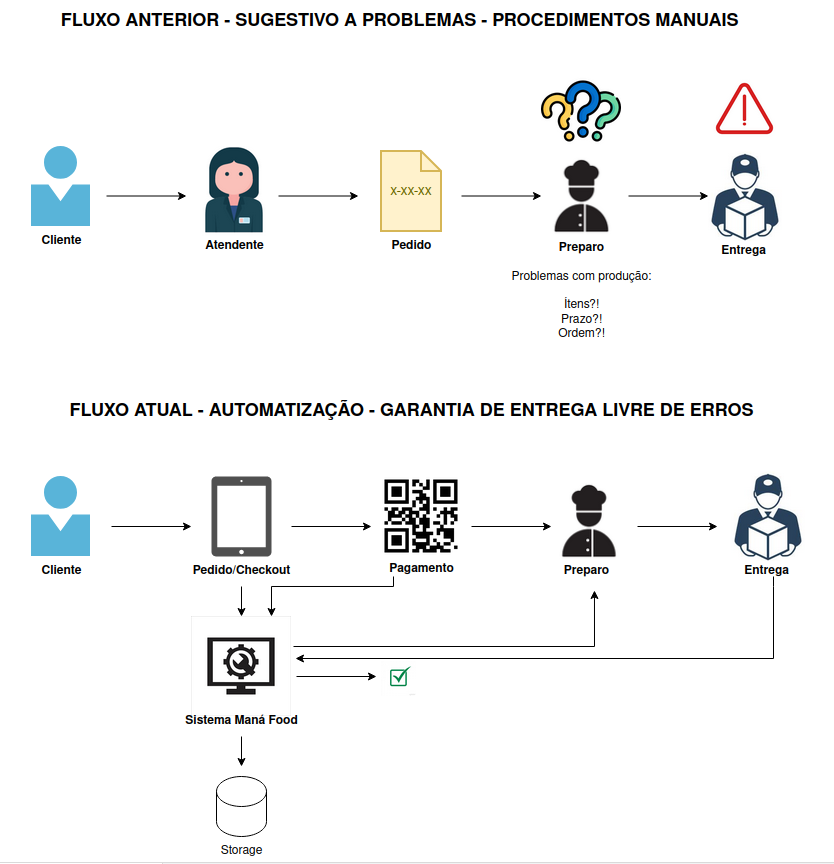 FLUXO ANTERIOR - SUGESTIVO A PROBLEMAS - PROCEDIMENTOS MANUAIS
X-XX-XX
Cliente
Atendente
Pedido
Preparo
Entrega
Problemas com produção:
Ítens?!
Prazo?!
Ordem?!
FLUXO ATUAL - AUTOMATIZAÇÃO - GARANTIA DE ENTREGA LIVRE DE ERROS
Cliente
Pedido/Checkout
Pagamento
Preparo
Entrega
Sistema Maná Food
Storage